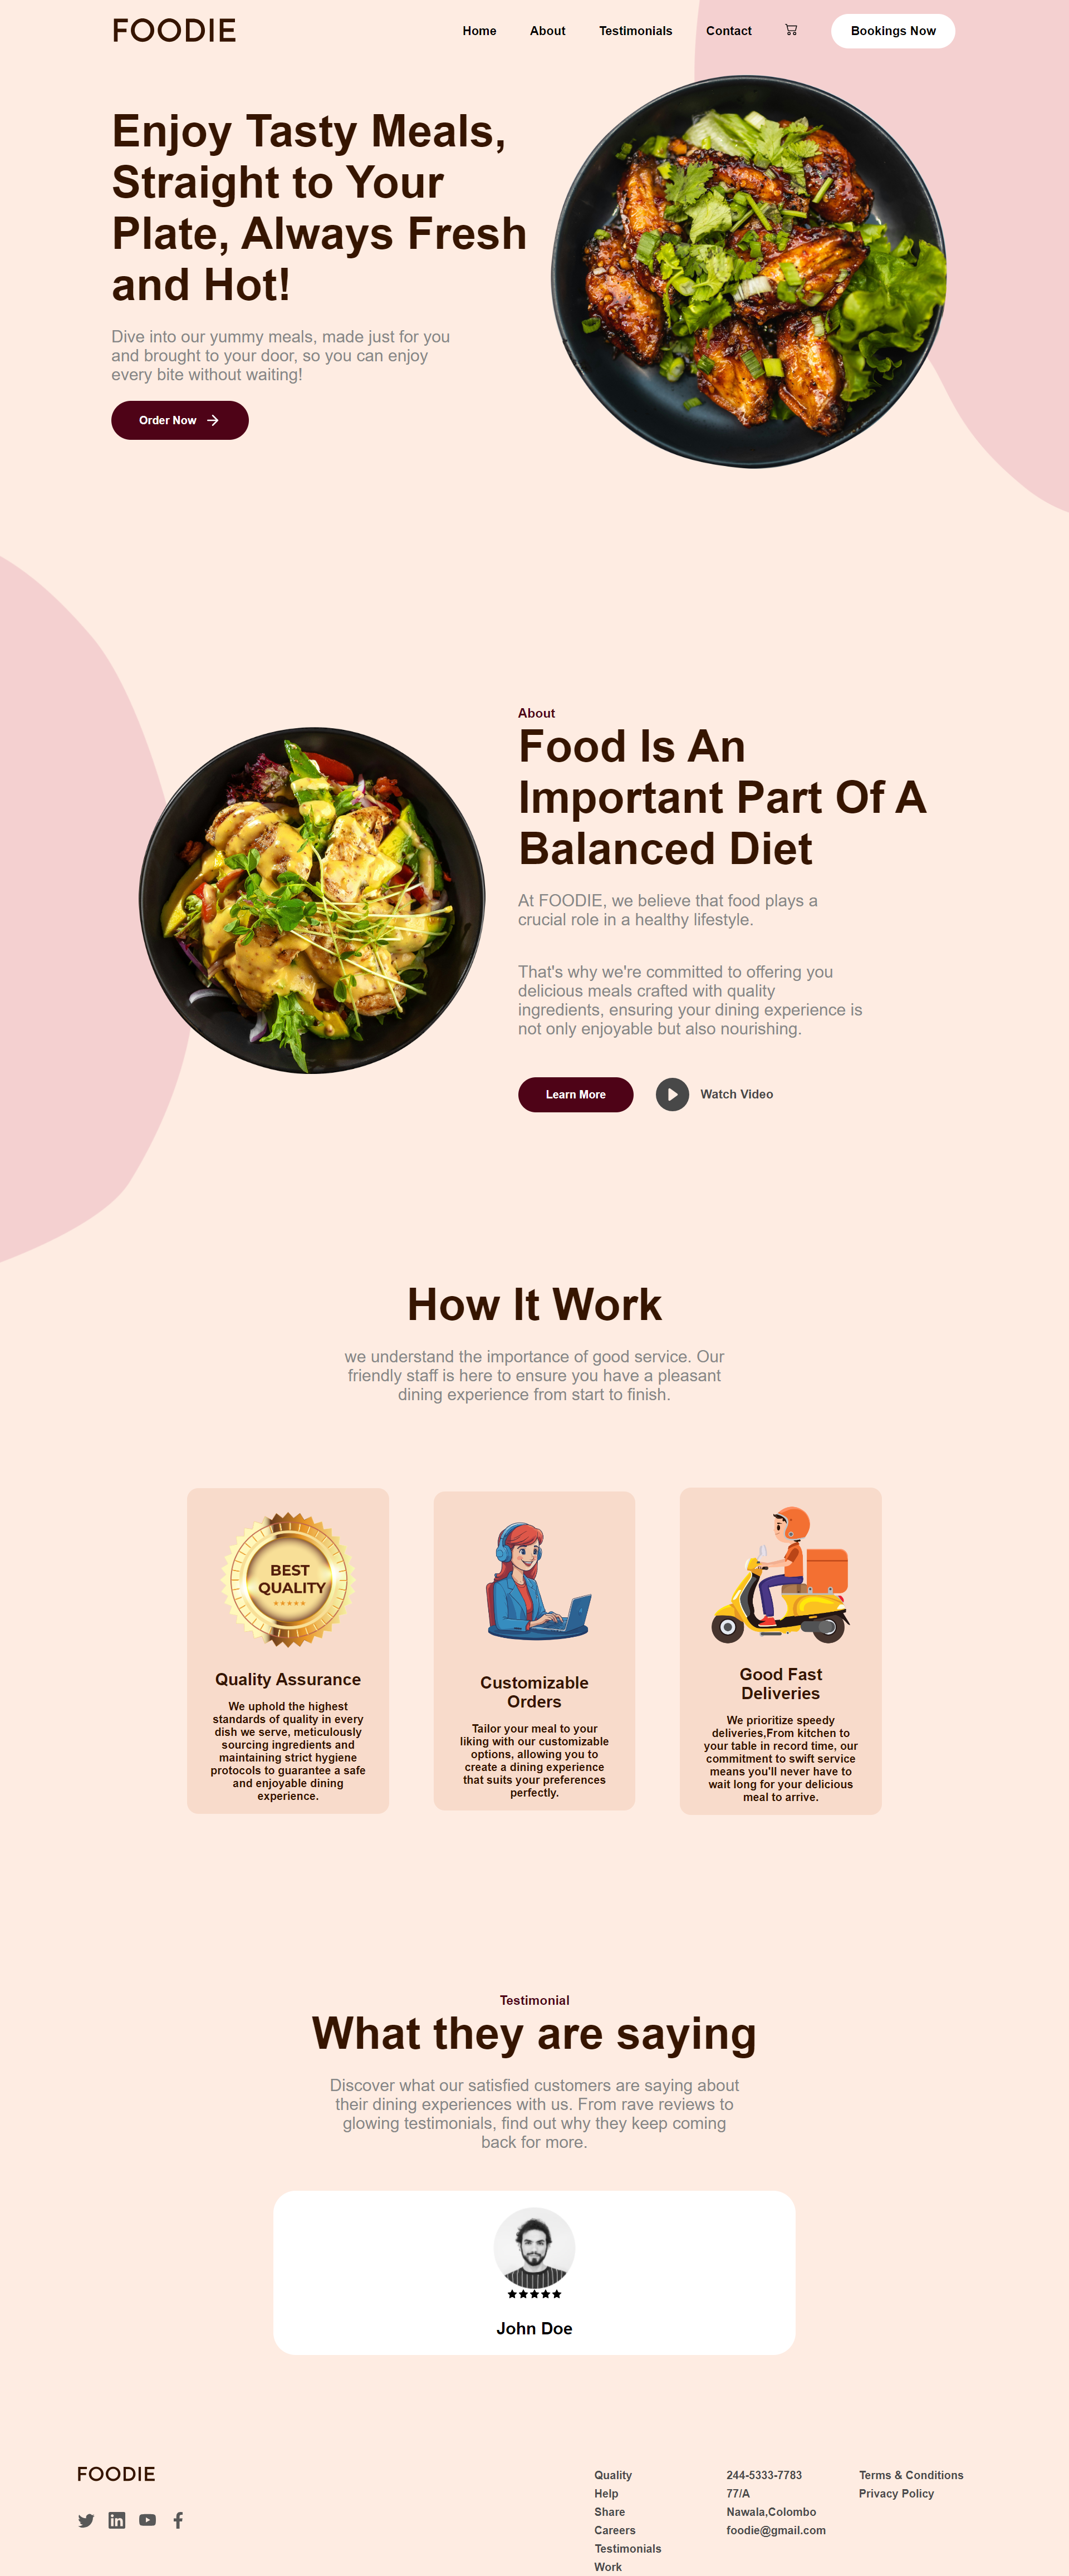 FOODIE
Home
About
Testimonials
Contact
Bookings Now
Enjoy Tasty Meals,
Straight to Your
Plate, Always Fresh
and Hot!
Dive into our yummy meals, made just for you
and brought to your door, so you can enjoy
every bite without waiting!
Order Now
About
Food Is An
Important Part Of A
Balanced Diet
At FOODIE, we believe that food plays a
crucial role in a healthy lifestyle.
That's why we're committed to offering you
delicious meals crafted with quality
ingredients, ensuring your dining experience is
not only enjoyable but also nourishing.
Learn More
Watch Video
How It Work
we understand the importance of good service. Our
friendly staff is here to ensure you have a pleasant
dining experience from start to finish.
BEST
QUALITY
Quality Assurance
We uphold the highest
standards of quality in every
dish we serve, meticulously
sourcing ingredients and
maintaining strict hygiene
protocols to guarantee a safe
and enjoyable dining
experience.
Customizable
Orders
Tailor your meal to your
liking with our customizable
options, allowing you to
create a dining experience
that suits your preferences
perfectly.
Good Fast
Deliveries
We prioritize speedy
deliveries,From kitchen to
your table in record time, our
commitment to swift service
means you'll never have to
wait long for your delicious
meal to arrive.
Testimonial
What they are saying
Discover what our satisfied customers are saying about
their dining experiences with us. From rave reviews to
glowing testimonials, find out why they keep coming
back for more.
John Doe
FOODIE
Quality
Help
Share
Careers
Testimonials
Work
244-5333-7783
77/A
Nawala,Colombo
foodie@gmail.com
Terms & Conditions
Privacy Policy